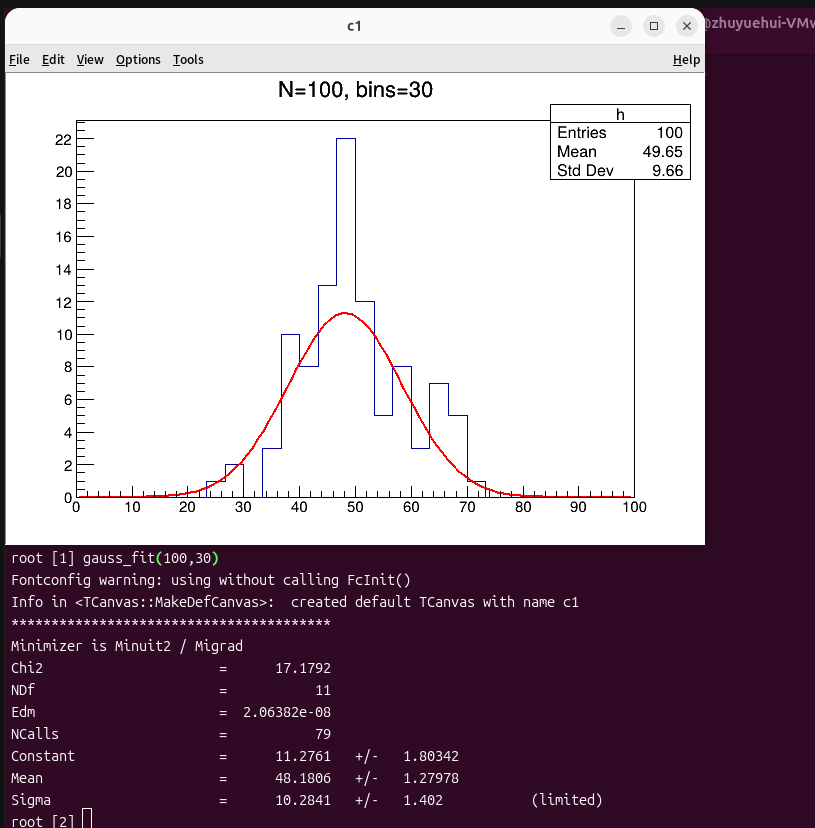 c1
@zhuyuehui-VMw
File Edit View Options Tools Help
N=100, bins=30
h
Entries 100
Mean 49.65
Std Dev 9.66
22
20
18
16
14
12
10
8
6
4
2
0
0 10 20 30 40 50 60 70 80 90 100
root [1] gauss_fit(100,30)
Fontconfig warning: using without calling FcInit()
Info in <TCanvas::MakeDefCanvas>:  created default TCanvas with name c1
****************************************
Minimizer is Minuit2 / Migrad
Chi2                      =      17.1792
NDf                       =           11
Edm                       =  2.06382e-08
NCalls                    =           79
Constant                  =      11.2761   +/-   1.80342
Mean                      =      48.1806   +/-   1.27978
Sigma                     =      10.2841   +/-   1.402        (limited)
root [2]